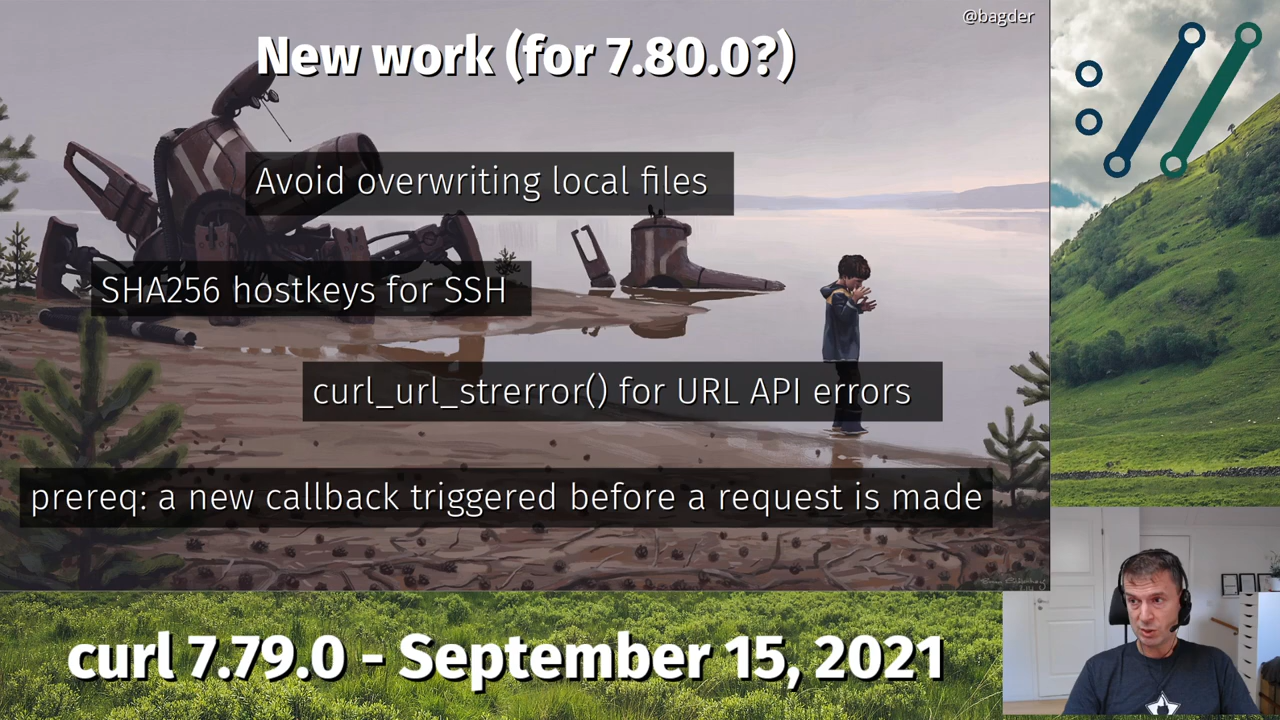 @bagder
New work (for 7.80.0?)
Avoid overwriting local files
SHA256 hostkeys for SSH
curl_url_strerror() for URL API errors
prereq: a new callback triggered before a request is made
curl 7.79.0 - September 15, 2021